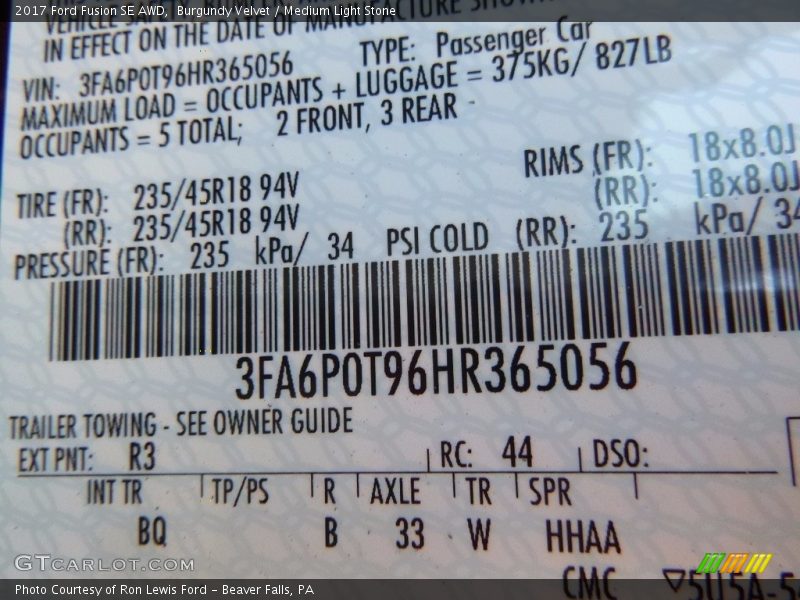 2017 Ford Fusion SE AWD, Burgundy Velvet / Medium Light Stone
IN EFFECT ON THE DATE OF MANUFACTURE SHOWN
VIN: 3FA6P0T96HR365056 TYPE: Passenger Car
MAXIMUM LOAD = OCCUPANTS + LUGGAGE = 375KG/ 827LB
OCCUPANTS = 5 TOTAL; 2 FRONT, 3 REAR
RIMS (FR): 18x8.0J
TIRE (FR): 235/45R18 94V (RR): 18x8.0J
(RR): 235/45R18 94V
PRESSURE (FR): 235 kPa/ 34 PSI COLD (RR): 235 kPa/ 34
3FA6P0T96HR365056
TRAILER TOWING - SEE OWNER GUIDE
EXT PNT: R3 RC: 44 DSO:
INT TR TP/PS R AXLE TR SPR
BQ B 33 W HHAA
CMC 5U5A-5
GTCARLOT.COM
Photo Courtesy of Ron Lewis Ford – Beaver Falls, PA